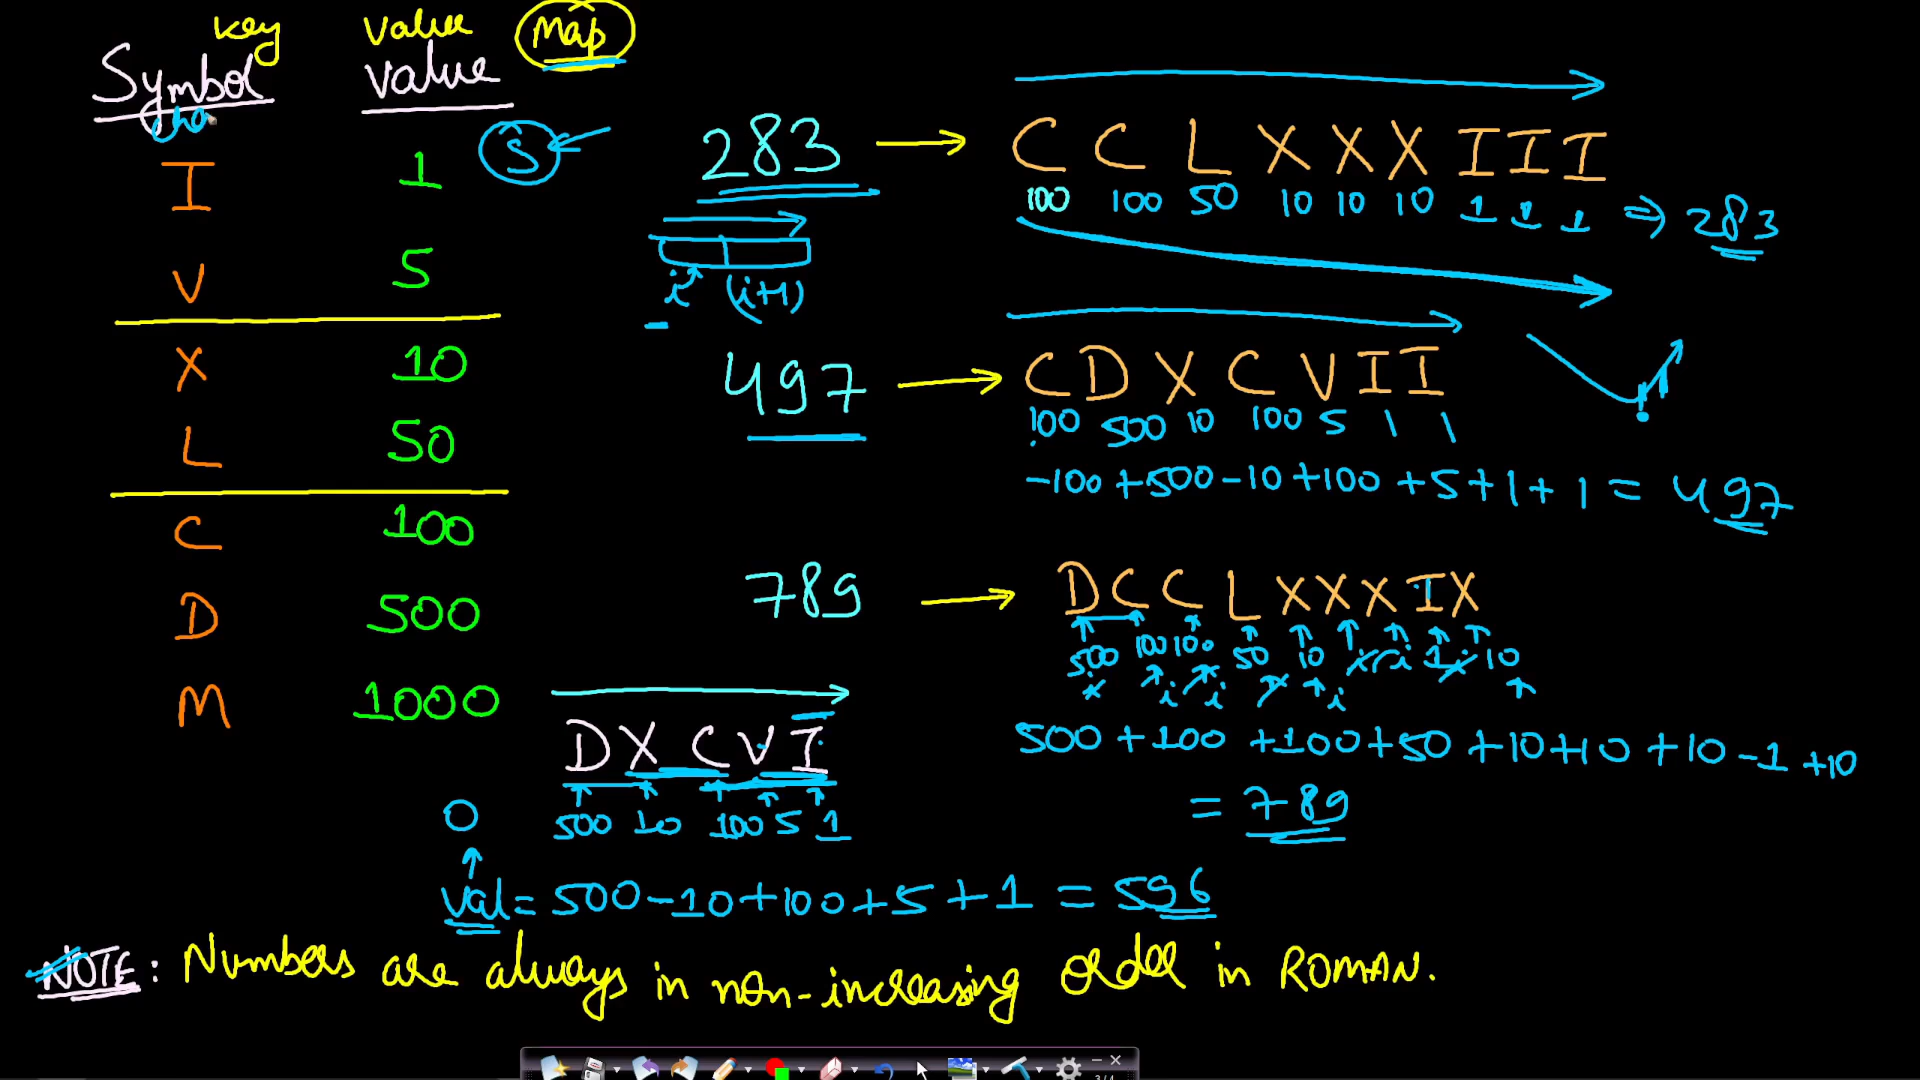 key value Map
Symbol value
cha
I 1
V 5
X 10
L 50
C 100
D 500
M 1000
S
283 → C C L X X X I I I
100 100 50 10 10 10 1 1 1 ⇒ 283
i (i+1)
497 → C D X C V I I
100 500 10 100 5 1 1
-100 + 500 - 10 + 100 + 5 + 1 + 1 = 497
789 → D C C L X X X I X
500 100 100 50 10 1 10
i i i i
500 + 100 + 100 + 50 + 10 + 10 + 10 - 1 + 10
= 789
D X C V I
500 10 100 5 1
0
val = 500 - 10 + 100 + 5 + 1 = 596
NOTE: Numbers are always in non-increasing order in ROMAN.
3/4